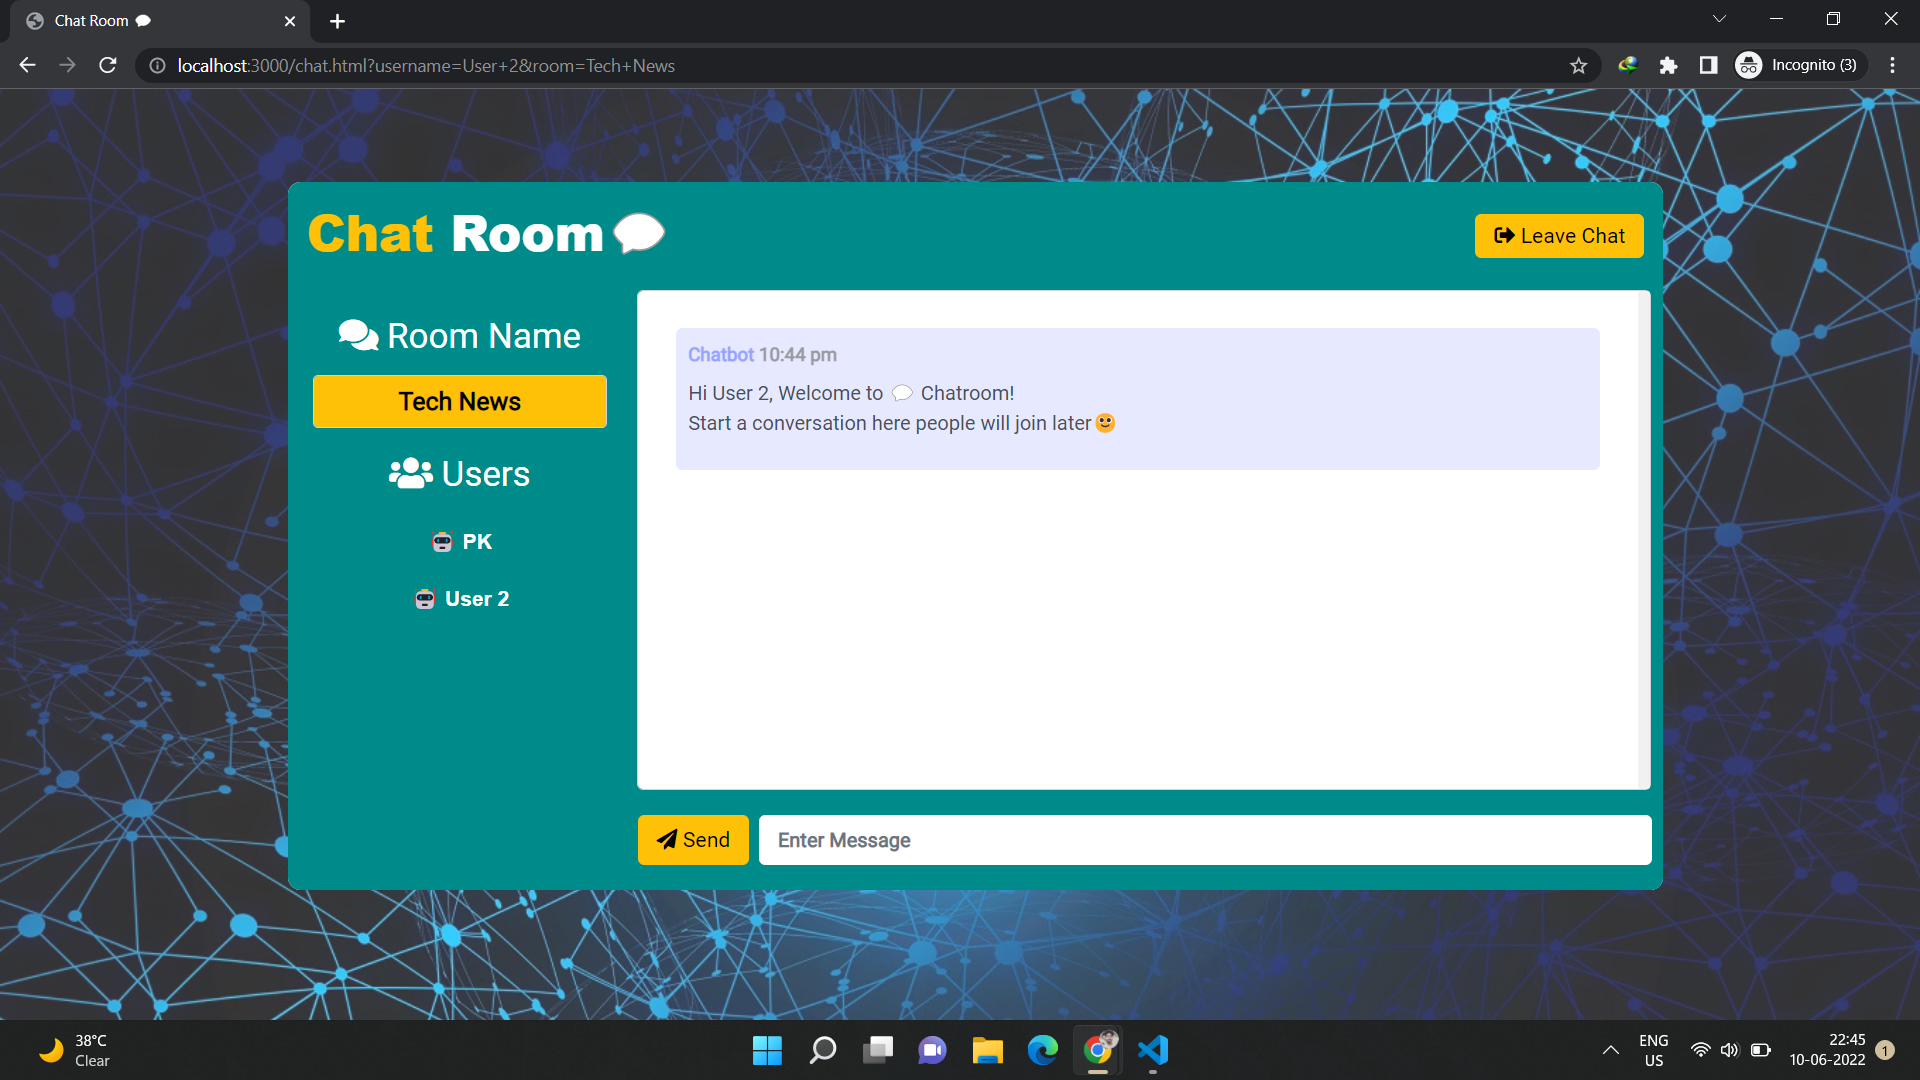 Chat Room 💬
localhost:3000/chat.html?username=User+2&room=Tech+News
Incognito (3)
Chat Room 💬
Leave Chat
Room Name
Tech News
Users
🤖 PK
🤖 User 2
Chatbot 10:44 pm
Hi User 2, Welcome to 💬 Chatroom!
Start a conversation here people will join later🙂
Send
Enter Message
38°C
Clear
ENG
US
22:45
10-06-2022
1